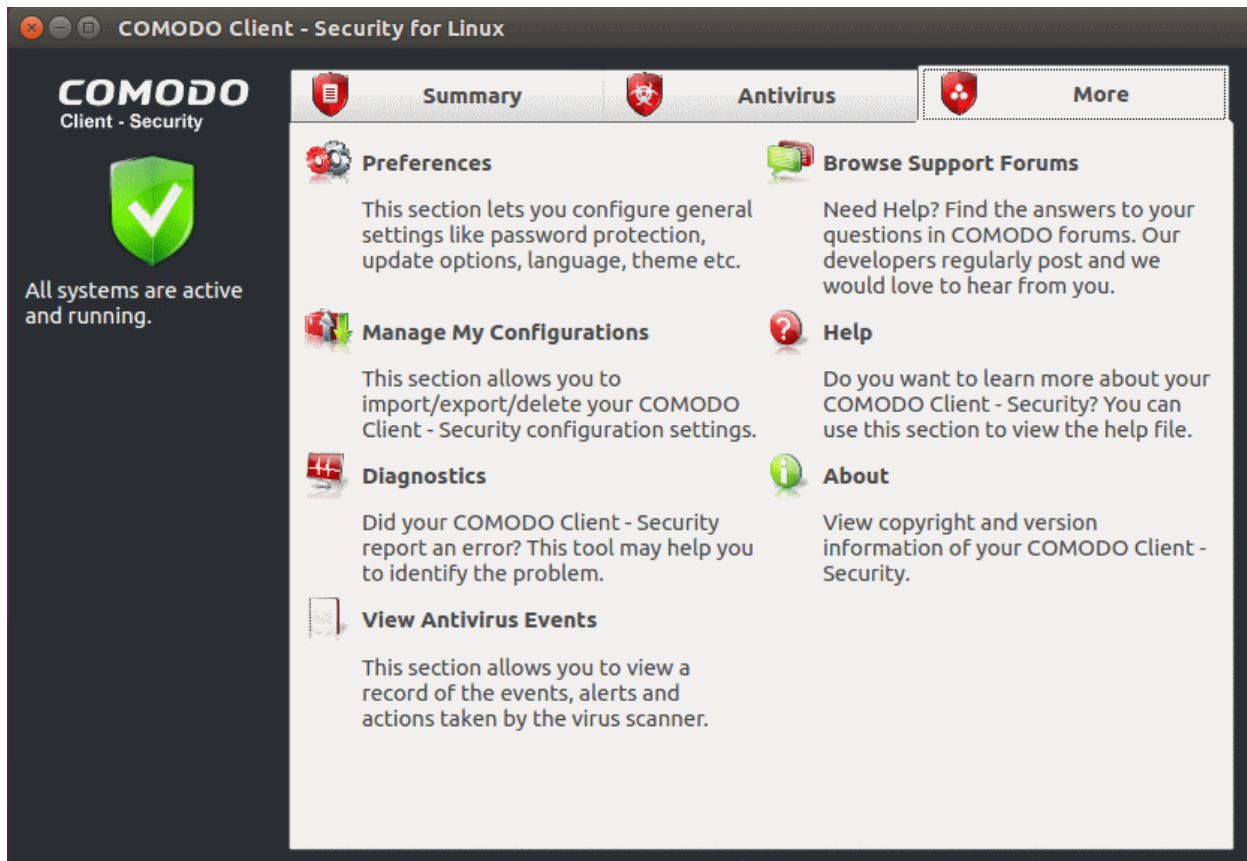 COMODO Client - Security for Linux
COMODO
Client - Security
All systems are active
and running.
Summary
Antivirus
More
Preferences
This section lets you configure general
settings like password protection,
update options, language, theme etc.
Manage My Configurations
This section allows you to
import/export/delete your COMODO
Client - Security configuration settings.
Diagnostics
Did your COMODO Client - Security
report an error? This tool may help you
to identify the problem.
View Antivirus Events
This section allows you to view a
record of the events, alerts and
actions taken by the virus scanner.
Browse Support Forums
Need Help? Find the answers to your
questions in COMODO forums. Our
developers regularly post and we
would love to hear from you.
Help
Do you want to learn more about your
COMODO Client - Security? You can
use this section to view the help file.
About
View copyright and version
information of your COMODO Client -
Security.